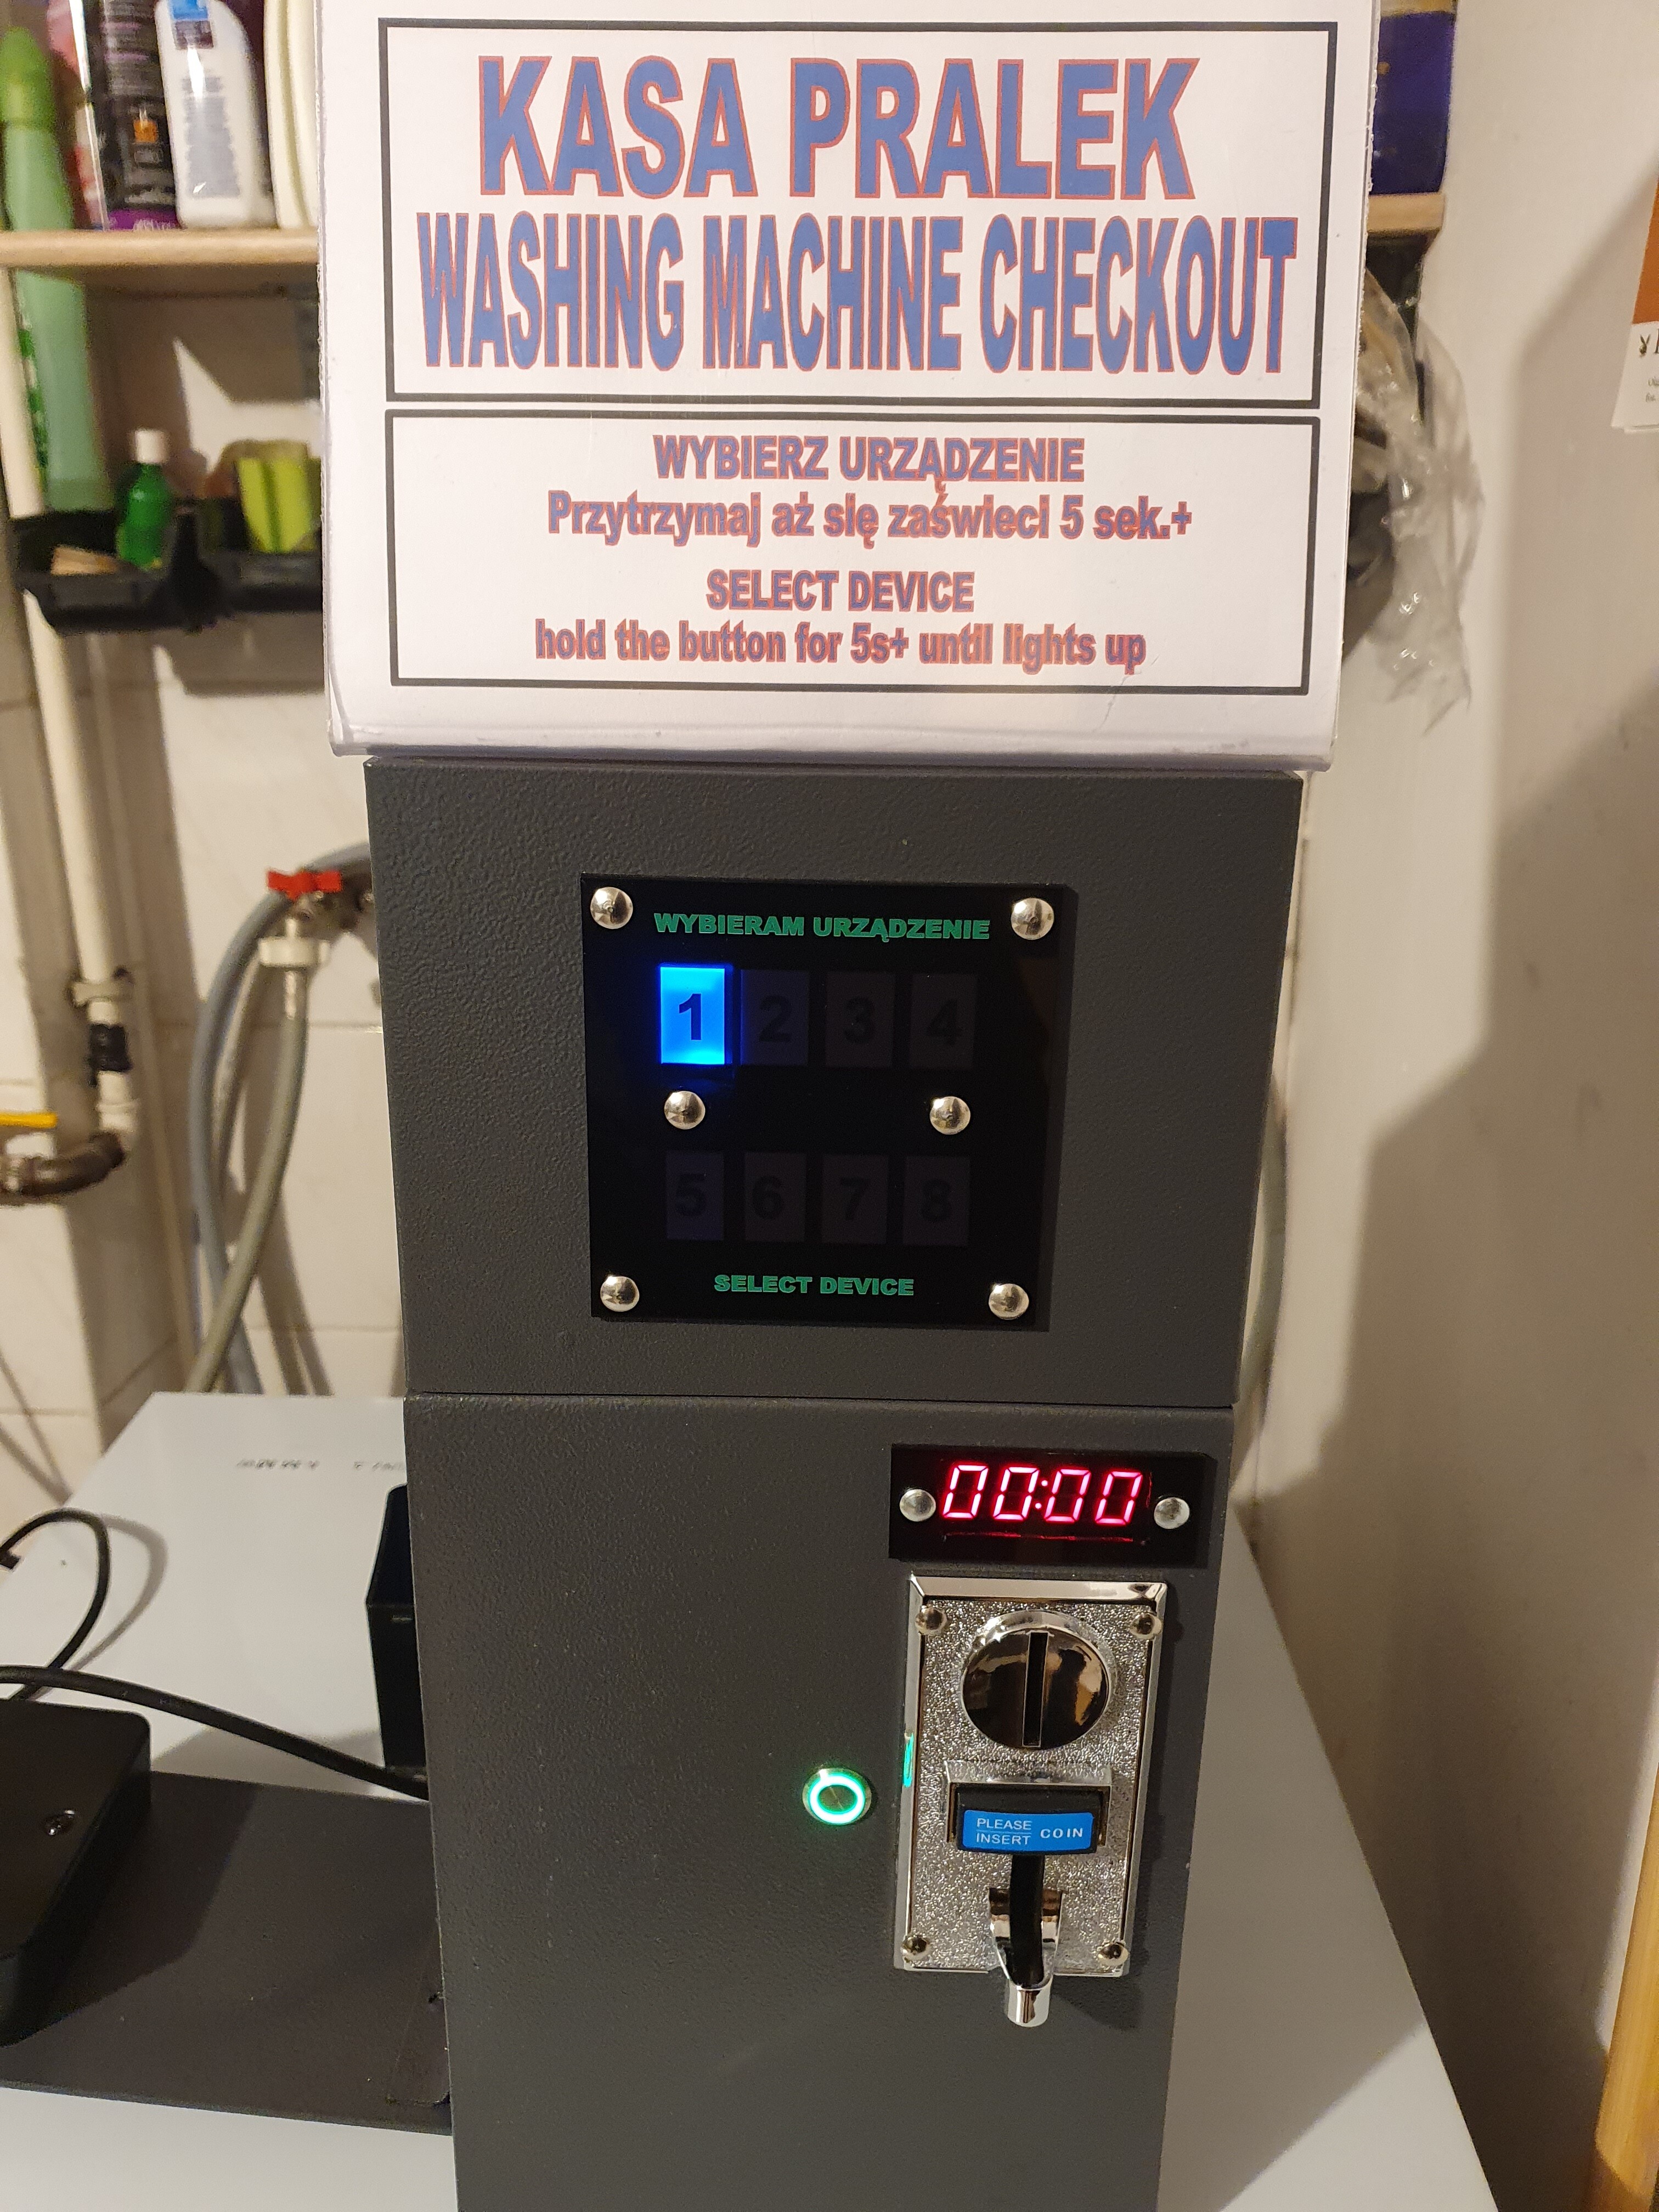 KASA PRALEK
WASHING MACHINE CHECKOUT
WYBIERZ URZĄDZENIE
Przytrzymaj aż się zaświeci 5 sek.+
SELECT DEVICE
hold the button for 5s+ until lights up
WYBIERAM URZĄDZENIE
1 2 3 4
5 6 7 8
SELECT DEVICE
00:00
PLEASE INSERT COIN